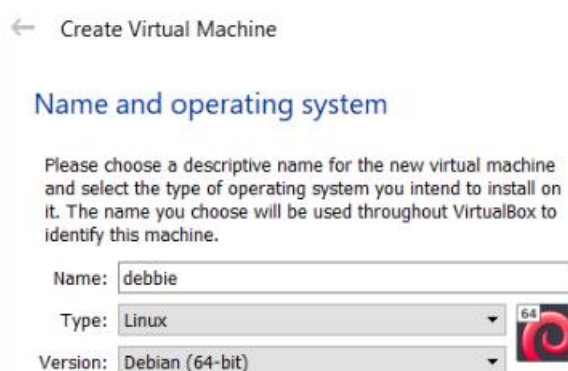 Create Virtual Machine
Name and operating system
Please choose a descriptive name for the new virtual machine
and select the type of operating system you intend to install on
it. The name you choose will be used throughout VirtualBox to
identify this machine.
Name: debbie
Type: Linux
64
Version: Debian (64-bit)